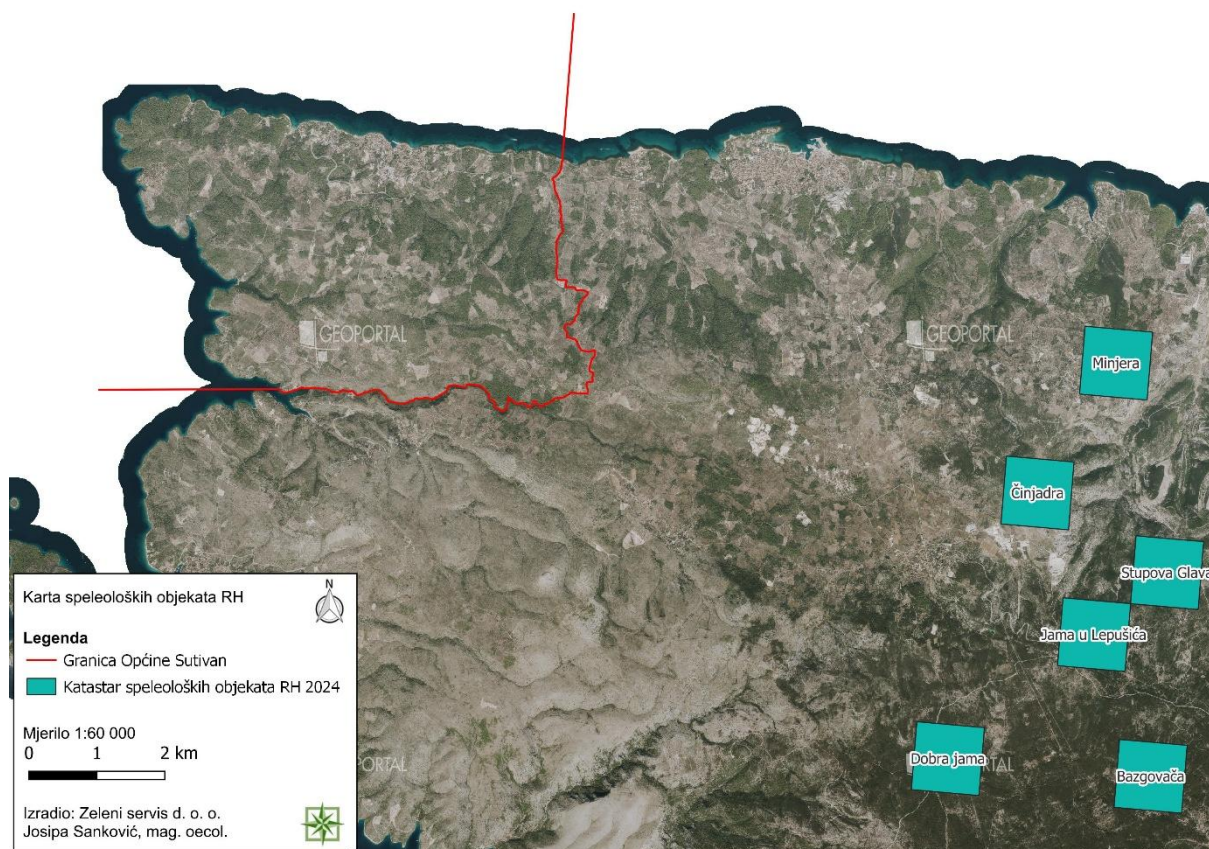 GEOPORTAL
GEOPORTAL
Minjera
Činjadra
Stupova Glava
Jama u Lepušića
Dobra jama
PORTAL
Bazgovača
OPORTAL
Karta speleoloških objekata RH
N
Legenda
Granica Općine Sutivan
Katastar speleoloških objekata RH 2024
Mjerilo 1:60 000
0 1 2 km
Izradio: Zeleni servis d. o. o.
Josipa Sanković, mag. oecol.